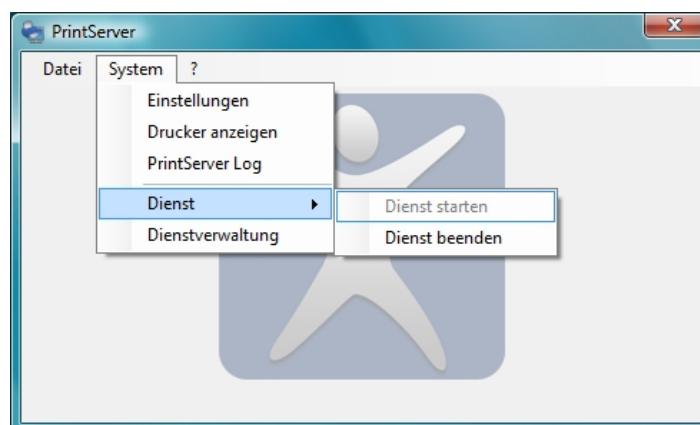 PrintServer
Datei System ?
Einstellungen
Drucker anzeigen
PrintServer Log
Dienst
Dienst starten
Dienstverwaltung
Dienst beenden